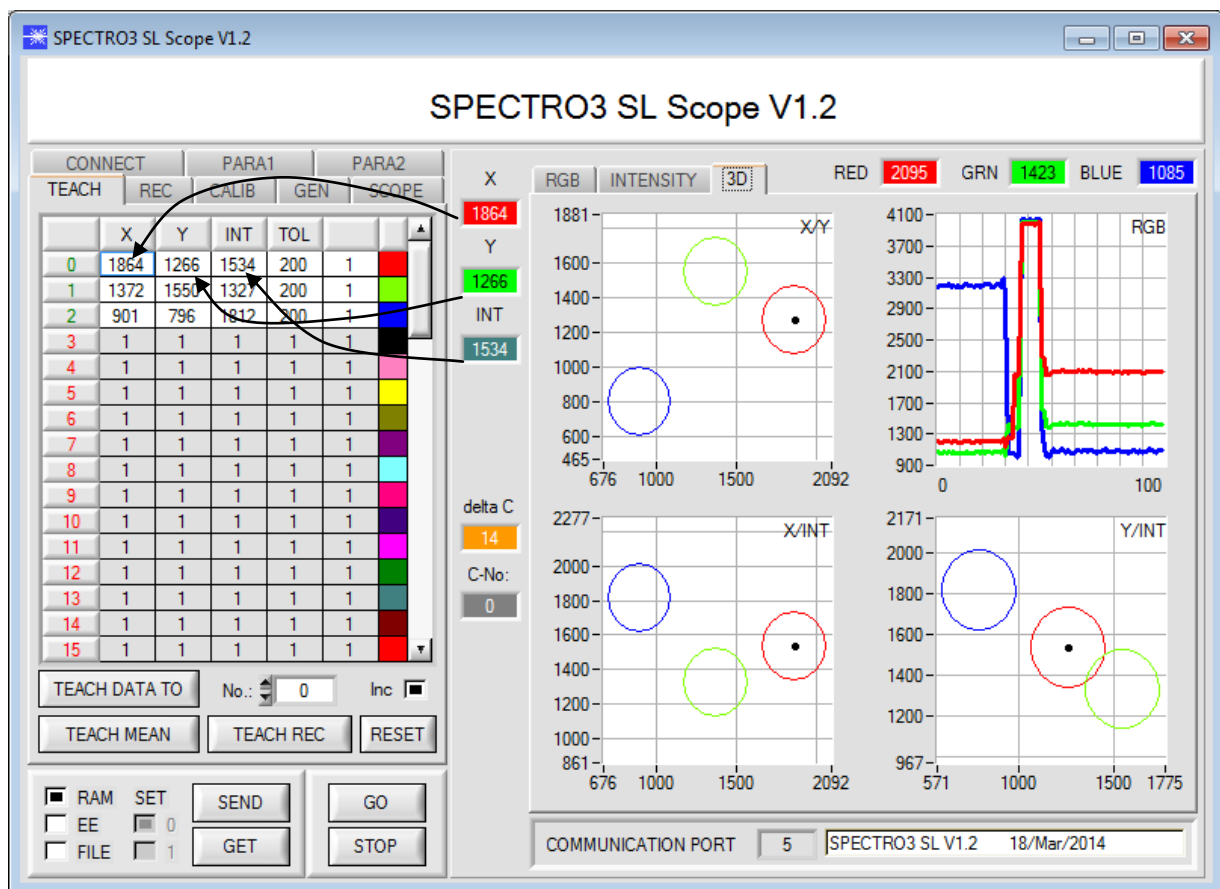 SPECTRO3 SL Scope V1.2
SPECTRO3 SL Scope V1.2
CONNECT PARA1 PARA2
TEACH REC CALIB GEN SCOPE
X Y INT TOL
0 1864 1266 1534 200 1
1 1372 1550 1327 200 1
2 901 796 1812 200 1
3 1 1 1 1 1
4 1 1 1 1 1
5 1 1 1 1 1
6 1 1 1 1 1
7 1 1 1 1 1
8 1 1 1 1 1
9 1 1 1 1 1
10 1 1 1 1 1
11 1 1 1 1 1
12 1 1 1 1 1
13 1 1 1 1 1
14 1 1 1 1 1
15 1 1 1 1 1
TEACH DATA TO No.: 0 Inc
TEACH MEAN TEACH REC RESET
RAM SET SEND GO
EE 0
FILE 1 GET STOP
X
1864
Y
1266
INT
1534
delta C
14
C-No:
0
RGB INTENSITY 3D RED 2095 GRN 1423 BLUE 1085
X/Y
1881
1600
1400
1200
1000
800
600
465
676 1000 1500 2092
RGB
4100
3700
3300
2900
2500
2100
1700
1300
900
0 100
X/INT
2277
2000
1800
1600
1400
1200
1000
861
676 1000 1500 2092
Y/INT
2171
2000
1800
1600
1400
1200
967
571 1000 1500 1775
COMMUNICATION PORT 5 SPECTRO3 SL V1.2 18/Mar/2014